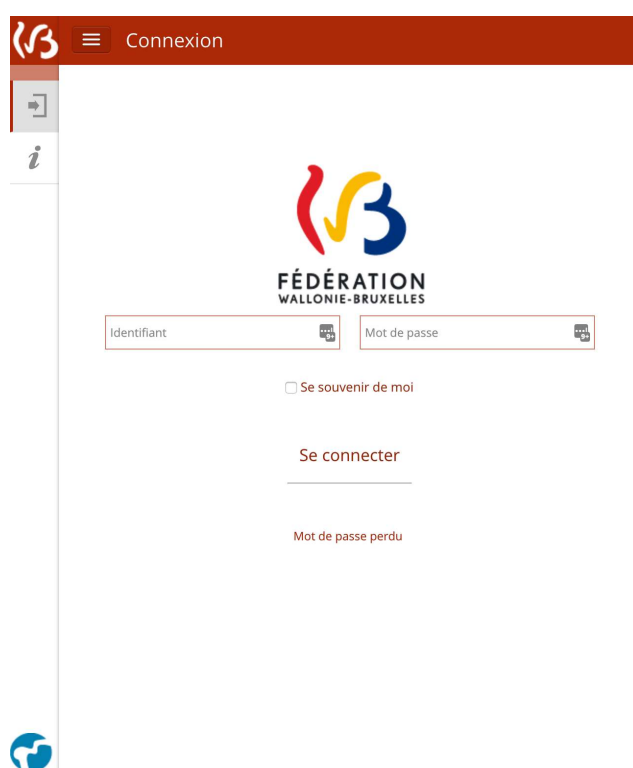 Connexion
FÉDÉRATION
WALLONIE-BRUXELLES
Identifiant
Mot de passe
Se souvenir de moi
Se connecter
Mot de passe perdu